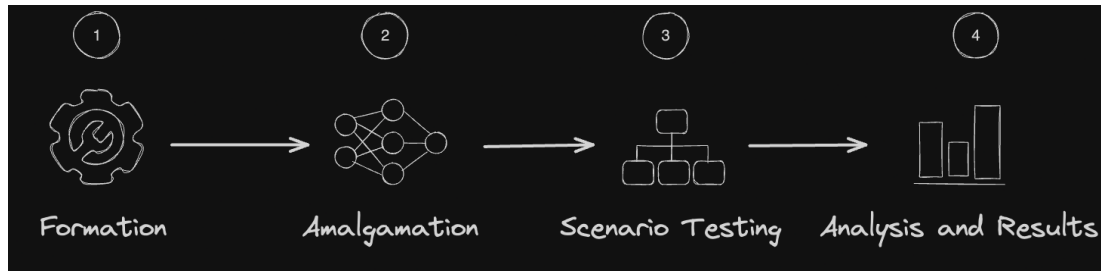 1
2
3
4
Formation
Amalgamation
Scenario Testing
Analysis and Results